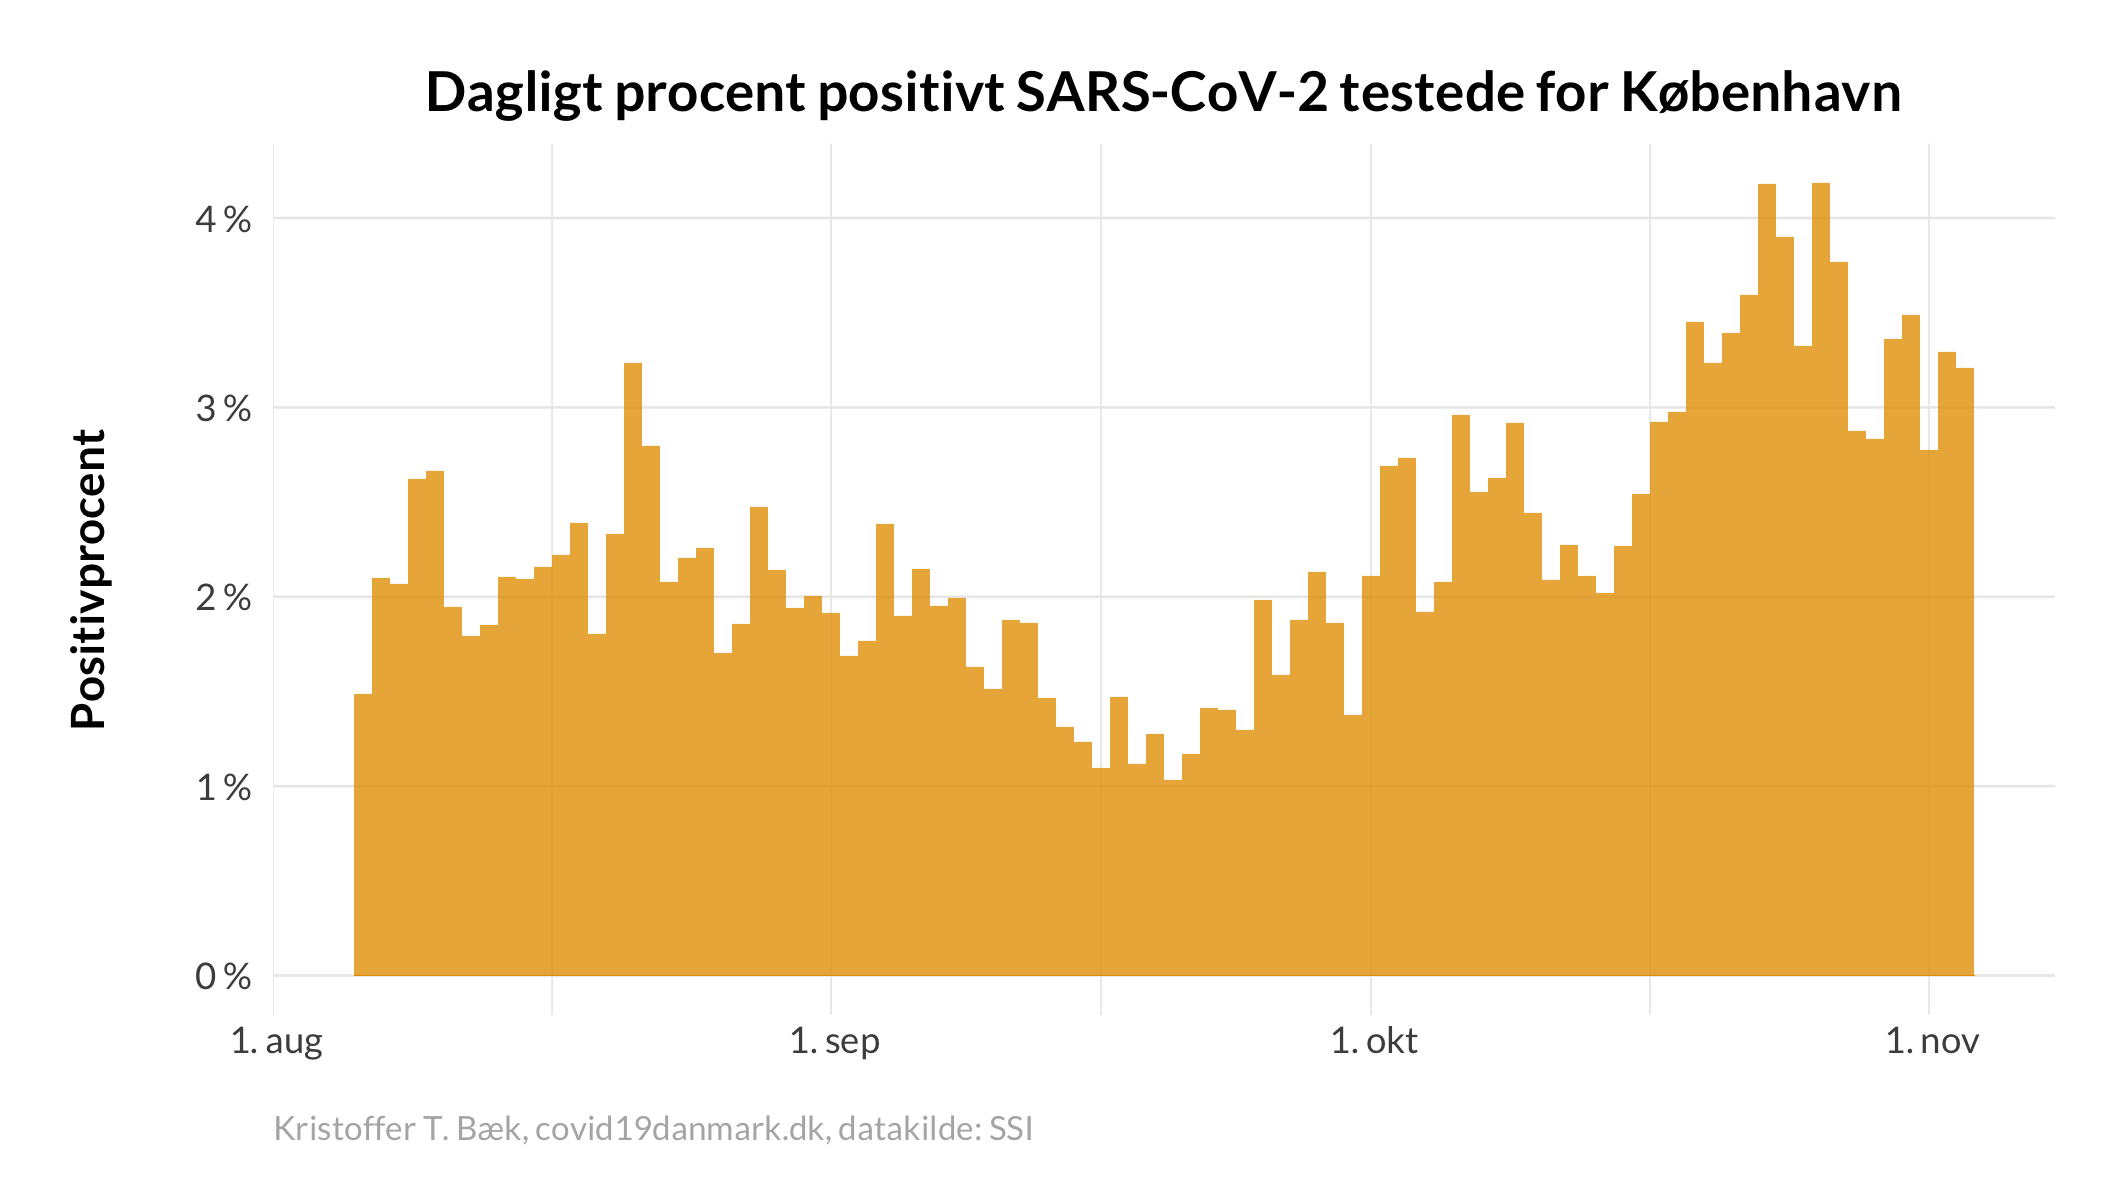 Dagligt procent positivt SARS-CoV-2 testede for København
Positivprocent
4 %
3 %
2 %
1 %
0 %
1. aug
1. sep
1. okt
1. nov
Kristoffer T. Bæk, covid19danmark.dk, datakilde: SSI